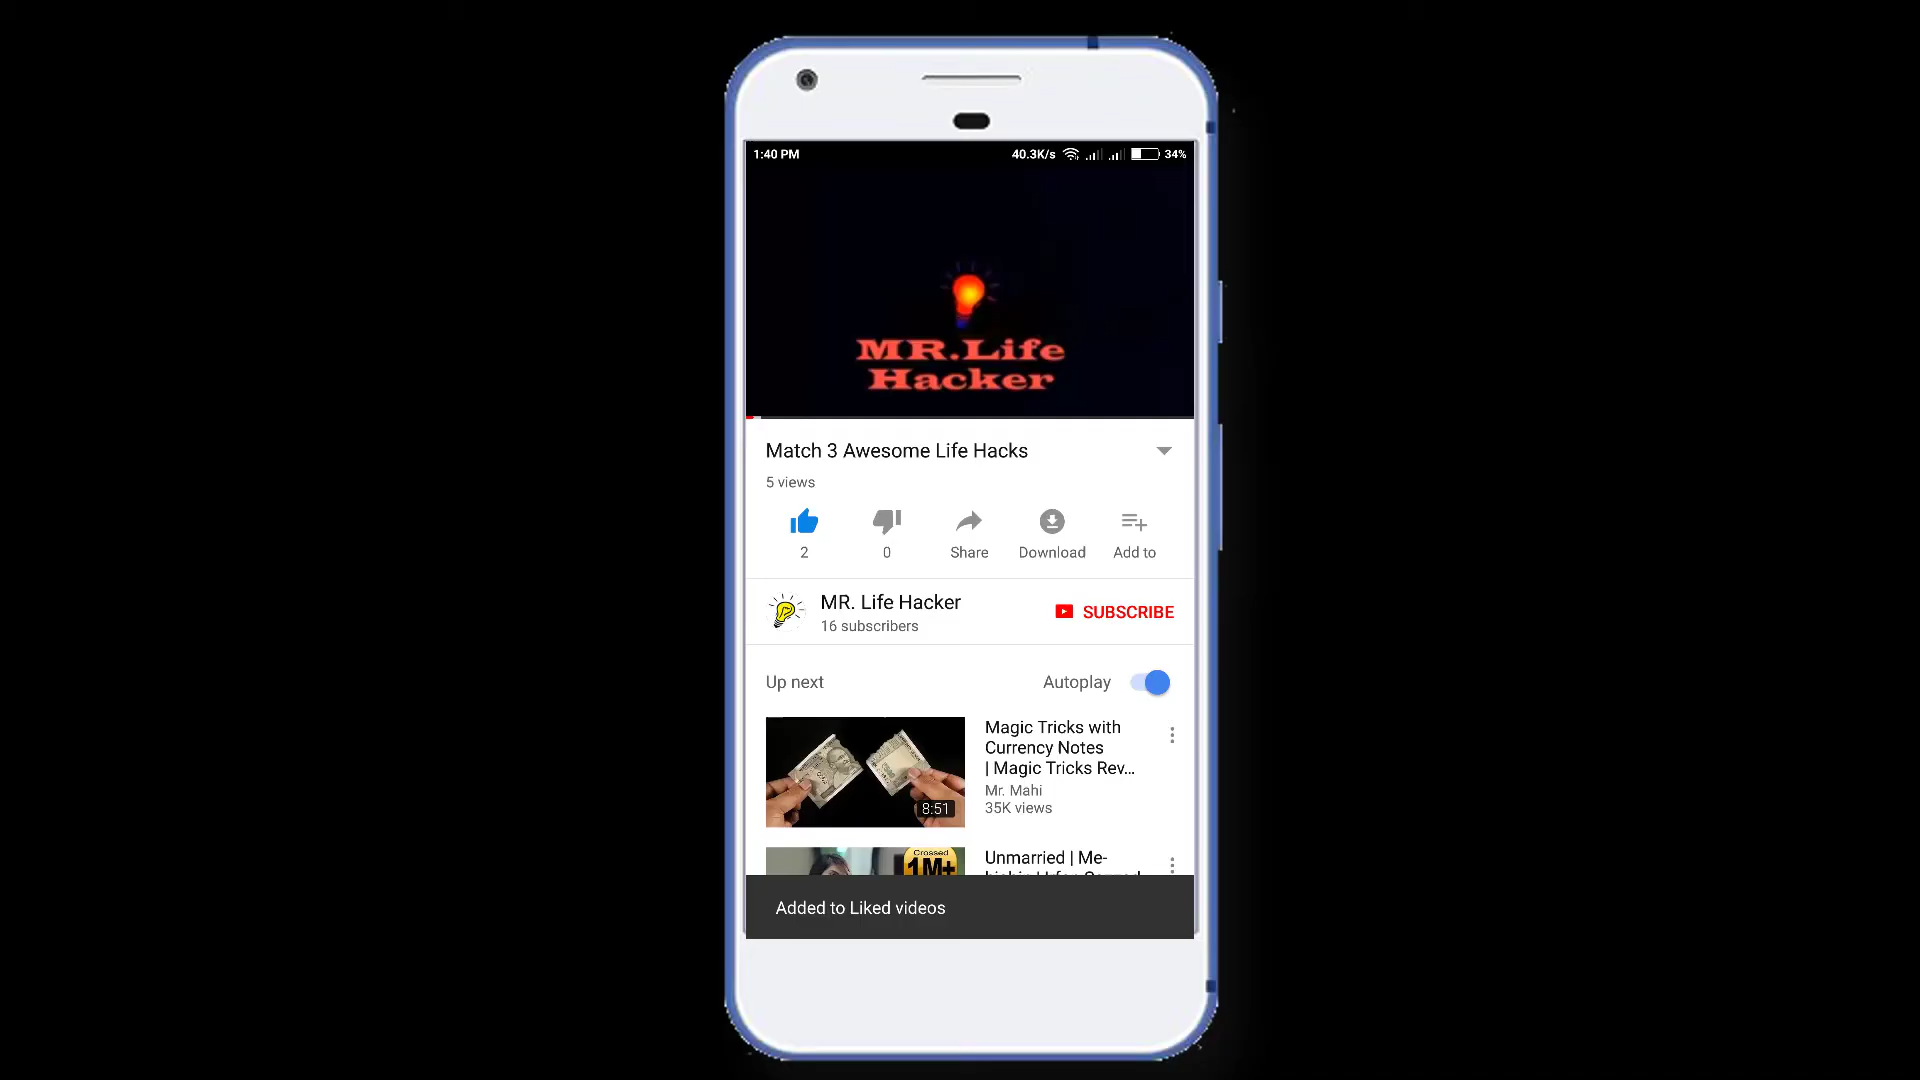 1:40 PM 40.3K/s 34%
MR.Life
Hacker
Match 3 Awesome Life Hacks
5 views
2 0 Share Download Add to
MR. Life Hacker
16 subscribers
SUBSCRIBE
Up next Autoplay
8:51
Magic Tricks with
Currency Notes
| Magic Tricks Rev...
Mr. Mahi
35K views
Crossed
1M+
Unmarried | Me-
Added to Liked videos